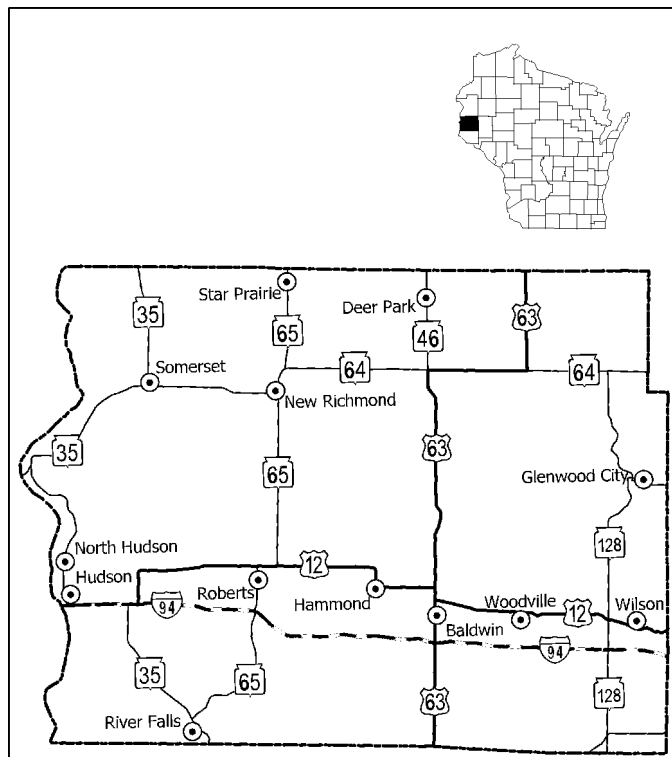 63
35
Star Prairie
65
Deer Park
46
Somerset
64
64
New Richmond
35
63
65
Glenwood City
North Hudson
12
128
Hudson
Roberts
Hammond
Woodville
12
Wilson
94
Baldwin
94
35
65
128
63
River Falls